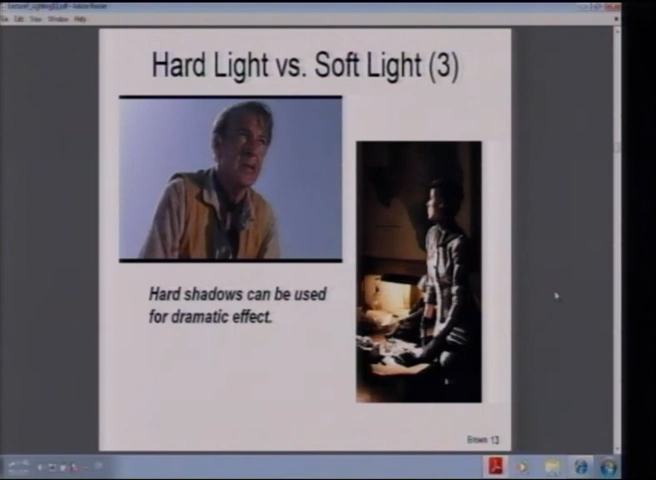 Hard Light vs. Soft Light (3)
Hard shadows can be used
for dramatic effect.
Brown 13